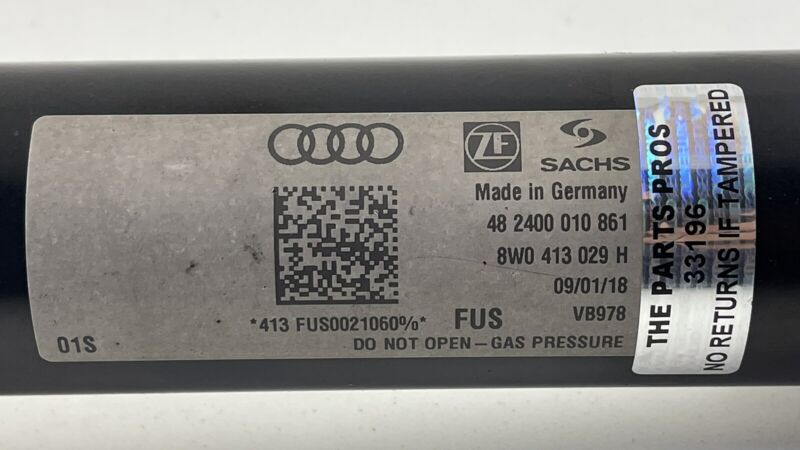 ZF
SACHS
Made in Germany
48 2400 010 861
8W0 413 029 H
09/01/18
*413 FUS0021060%* FUS VB978
01S
DO NOT OPEN – GAS PRESSURE
THE PARTS PROS
33196
NO RETURNS IF TAMPERED